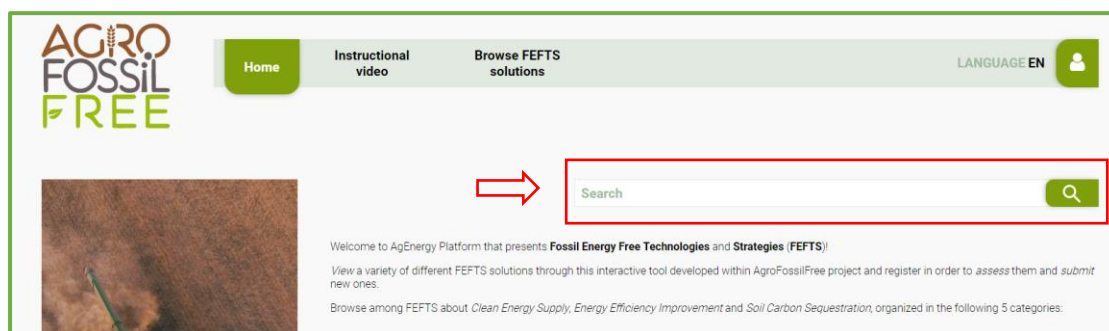 AGRO
FOSSiL
FREE
Home
Instructional
video
Browse FEFTS
solutions
LANGUAGE EN
Search
Welcome to AgEnergy Platform that presents Fossil Energy Free Technologies and Strategies (FEFTS)!
View a variety of different FEFTS solutions through this interactive tool developed within AgroFossilFree project and register in order to assess them and submit
new ones.
Browse among FEFTS about Clean Energy Supply, Energy Efficiency Improvement and Soil Carbon Sequestration, organized in the following 5 categories: